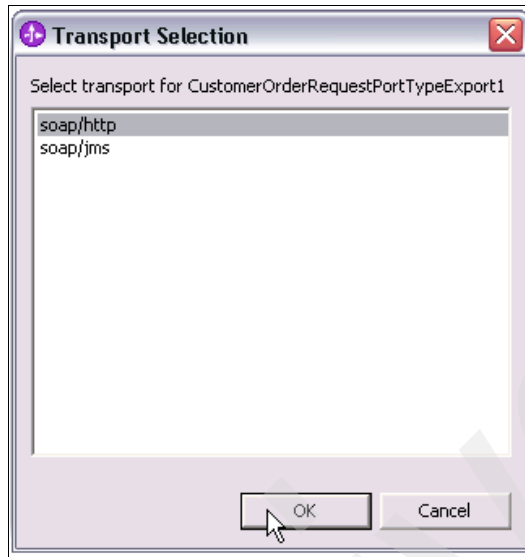 Transport Selection
Select transport for CustomerOrderRequestPortTypeExport1
soap/http
soap/jms
OK
Cancel